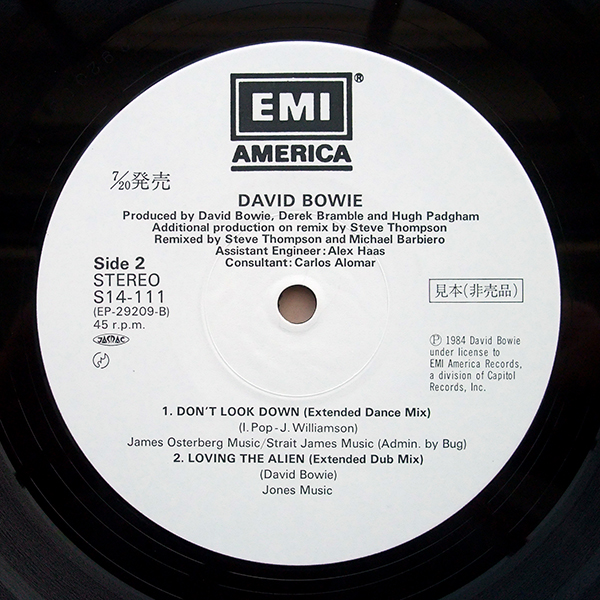 EMI®
AMERICA
7/20発売
DAVID BOWIE
Produced by David Bowie, Derek Bramble and Hugh Padgham
Additional production on remix by Steve Thompson
Remixed by Steve Thompson and Michael Barbiero
Assistant Engineer: Alex Haas
Consultant: Carlos Alomar
Side 2
STEREO
S14-111
(EP-29209-B)
45 r.p.m.
JASRAC
見本(非売品)
Ⓟ 1984 David Bowie
under license to
EMI America Records,
a division of Capitol
Records, Inc.
1. DON'T LOOK DOWN (Extended Dance Mix)
(I. Pop - J. Williamson)
James Osterberg Music/Strait James Music (Admin. by Bug)
2. LOVING THE ALIEN (Extended Dub Mix)
(David Bowie)
Jones Music